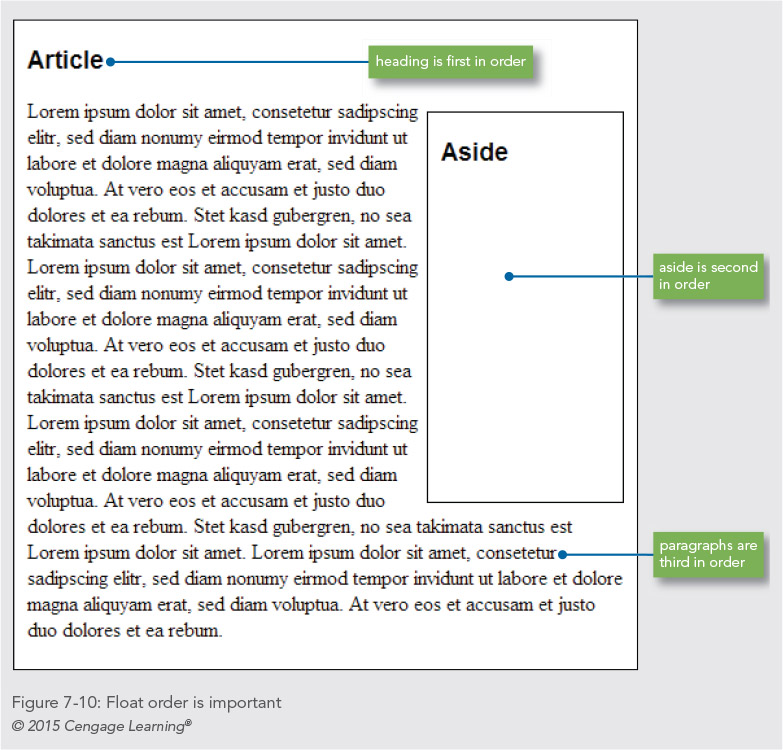 Article
heading is first in order
Lorem ipsum dolor sit amet, consetetur sadipscing
elitr, sed diam nonumy eirmod tempor invidunt ut
labore et dolore magna aliquyam erat, sed diam
voluptua. At vero eos et accusam et justo duo
dolores et ea rebum. Stet kasd gubergren, no sea
takimata sanctus est Lorem ipsum dolor sit amet.
Lorem ipsum dolor sit amet, consetetur sadipscing
elitr, sed diam nonumy eirmod tempor invidunt ut
labore et dolore magna aliquyam erat, sed diam
voluptua. At vero eos et accusam et justo duo
dolores et ea rebum. Stet kasd gubergren, no sea
takimata sanctus est Lorem ipsum dolor sit amet.
Lorem ipsum dolor sit amet, consetetur sadipscing
elitr, sed diam nonumy eirmod tempor invidunt ut
labore et dolore magna aliquyam erat, sed diam
voluptua. At vero eos et accusam et justo duo
dolores et ea rebum. Stet kasd gubergren, no sea takimata sanctus est
Lorem ipsum dolor sit amet. Lorem ipsum dolor sit amet, consetetur
sadipscing elitr, sed diam nonumy eirmod tempor invidunt ut labore et dolore
magna aliquyam erat, sed diam voluptua. At vero eos et accusam et justo
duo dolores et ea rebum.
Aside
aside is second
in order
paragraphs are
third in order
Figure 7-10: Float order is important
© 2015 Cengage Learning®